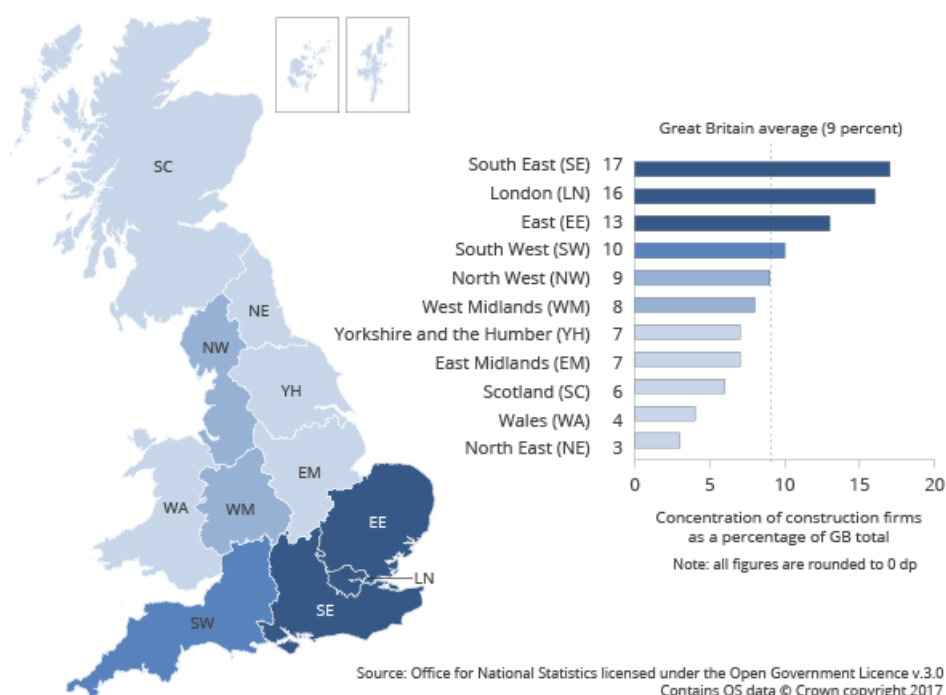 Great Britain average (9 percent)
South East (SE) 17
London (LN) 16
East (EE) 13
South West (SW) 10
North West (NW) 9
West Midlands (WM) 8
Yorkshire and the Humber (YH) 7
East Midlands (EM) 7
Scotland (SC) 6
Wales (WA) 4
North East (NE) 3
0 5 10 15 20
Concentration of construction firms
as a percentage of GB total
Note: all figures are rounded to 0 dp
SC
NE
NW
YH
EM
WA
WM
EE
LN
SE
SW
Source: Office for National Statistics licensed under the Open Government Licence v.3.0
Contains OS data © Crown copyright 2017